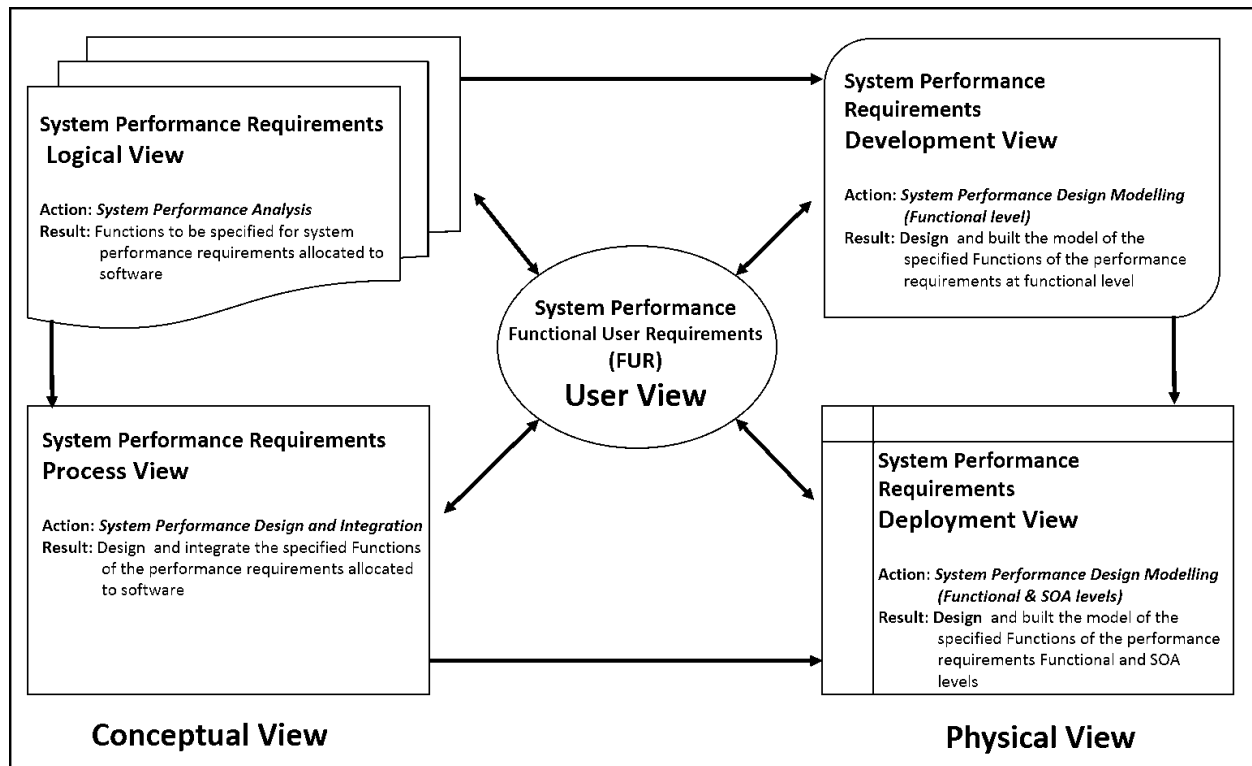 System Performance Requirements
Logical View
Action: System Performance Analysis
Result: Functions to be specified for system
performance requirements allocated to
software
System Performance
Requirements
Development View
Action: System Performance Design Modelling
(Functional level)
Result: Design and built the model of the
specified Functions of the performance
requirements at functional level
System Performance
Functional User Requirements
(FUR)
User View
System Performance Requirements
Process View
Action: System Performance Design and Integration
Result: Design and integrate the specified Functions
of the performance requirements allocated
to software
System Performance
Requirements
Deployment View
Action: System Performance Design Modelling
(Functional & SOA levels)
Result: Design and built the model of the
specified Functions of the performance
requirements Functional and SOA
levels
Conceptual View
Physical View